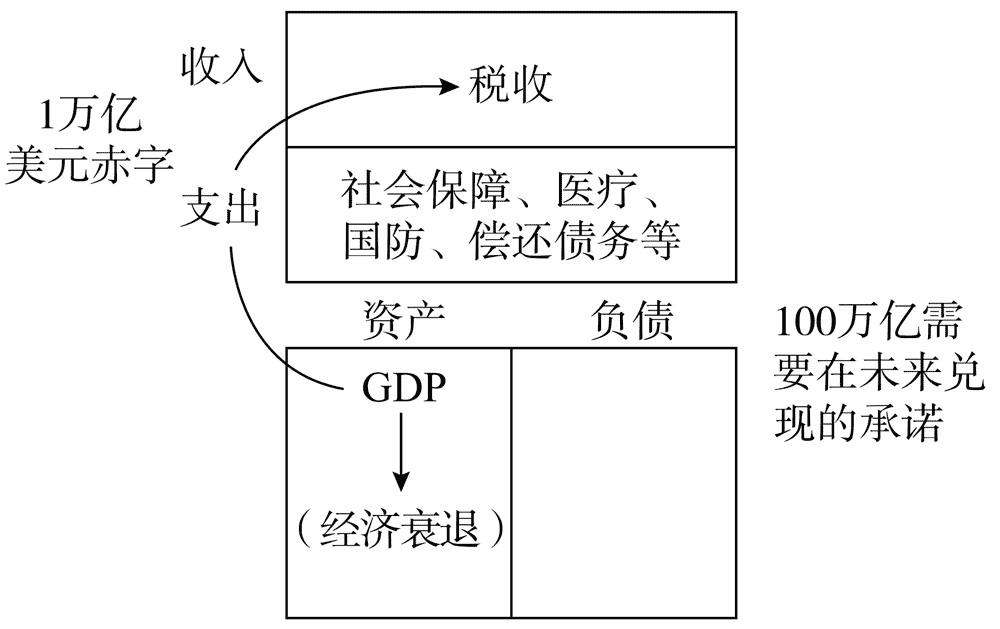 收入
税收
1万亿
美元赤字
支出
社会保障、医疗、
国防、偿还债务等
资产
负债
GDP
（经济衰退）
100万亿需
要在未来兑
现的承诺